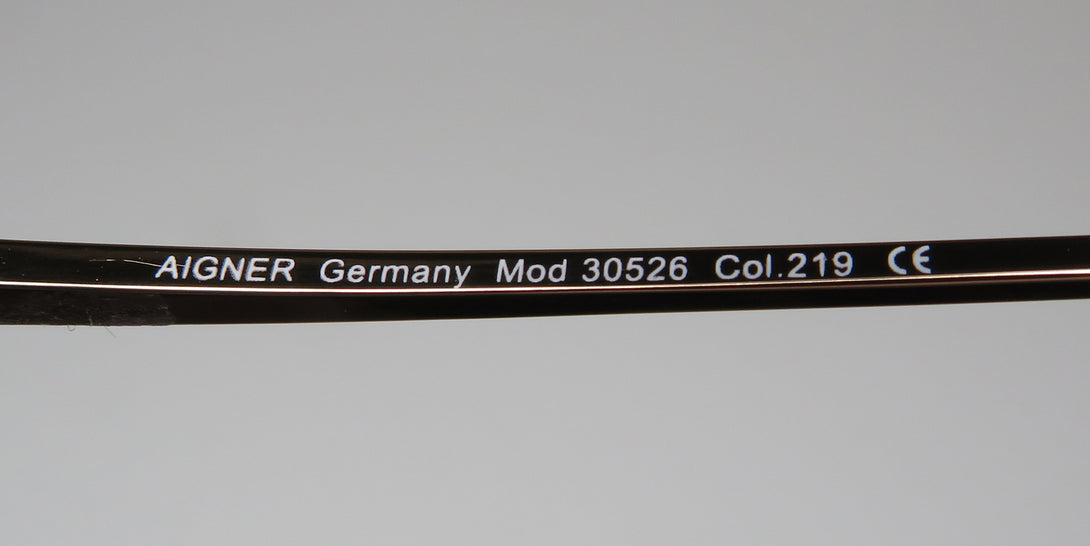 AIGNER Germany Mod 30526 Col.219 CE